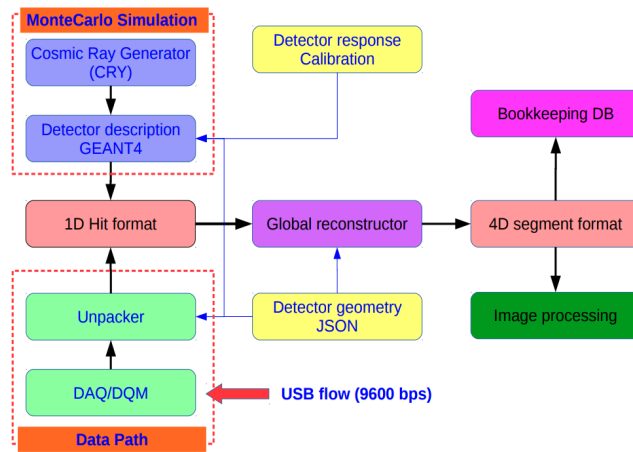 MonteCarlo Simulation
Cosmic Ray Generator
(CRY)
Detector description
GEANT4
Detector response
Calibration
Bookkeeping DB
1D Hit format
Global reconstructor
4D segment format
Unpacker
Detector geometry
JSON
Image processing
DAQ/DQM
USB flow (9600 bps)
Data Path